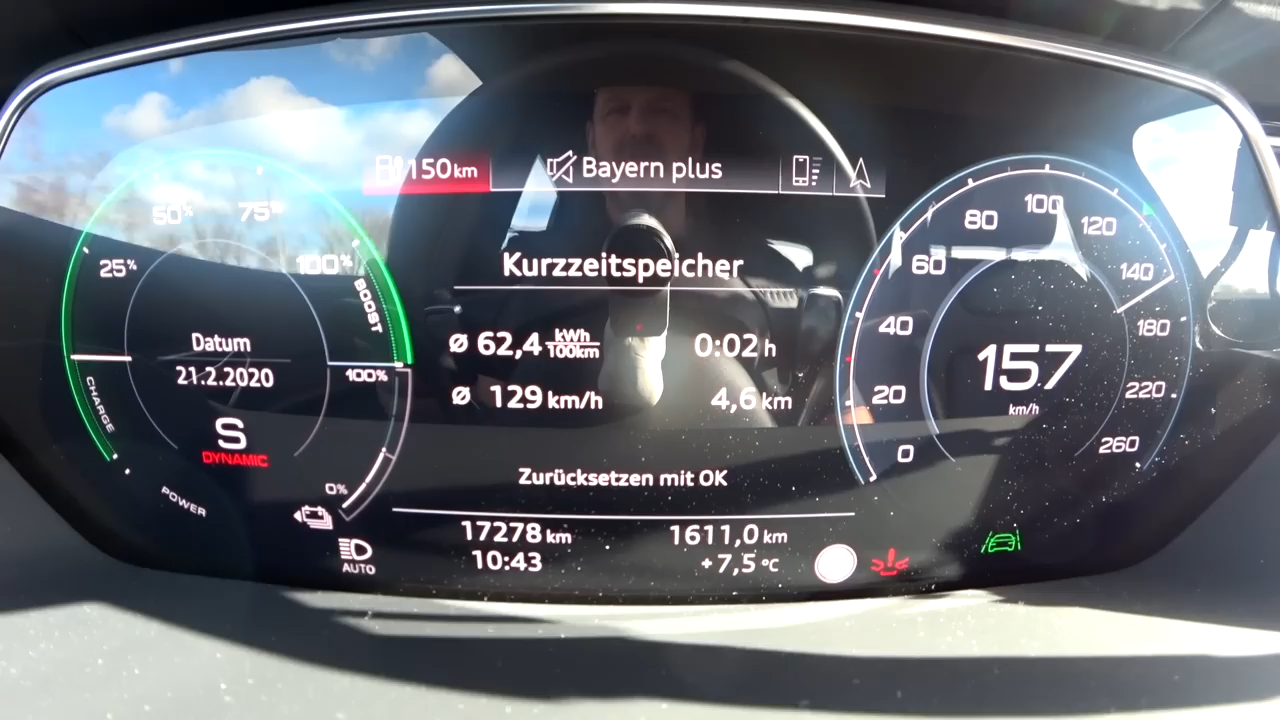 150 km
Bayern plus
50%
75%
25%
100%
BOOST
Datum
21.2.2020
100%
CHARGE
S
DYNAMIC
0%
POWER
Kurzzeitspeicher
Ø 62,4 kWh/100km 0:02 h
Ø 129 km/h 4,6 km
Zurücksetzen mit OK
17278 km 1611,0 km
10:43 +7,5 °C
AUTO
0
20
40
60
80
100
120
140
180
220
260
157
km/h